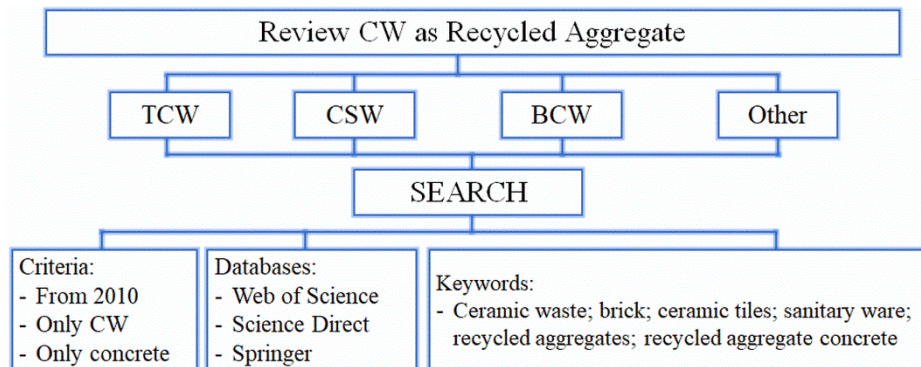 Review CW as Recycled Aggregate
TCW
CSW
BCW
Other
SEARCH
Criteria:
- From 2010
- Only CW
- Only concrete
Databases:
- Web of Science
- Science Direct
- Springer
Keywords:
- Ceramic waste; brick; ceramic tiles; sanitary ware;
recycled aggregates; recycled aggregate concrete